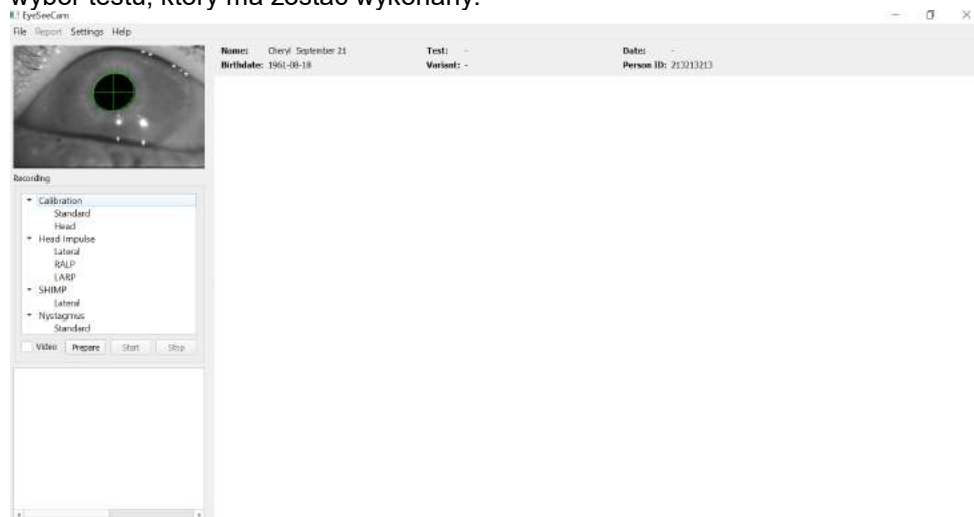 wybór testu, który ma zostać wykonany.
EyeSeeCam
File Report Settings Help
Name: Cheryl September 21 Test: - Date: -
Birthdate: 1961-08-18 Variant: - Person ID: 213213213
Recording
Calibration
Standard
Head
Head Impulse
Lateral
RALP
LARP
SHIMP
Lateral
Nystagmus
Standard
Video Prepare Start Stop